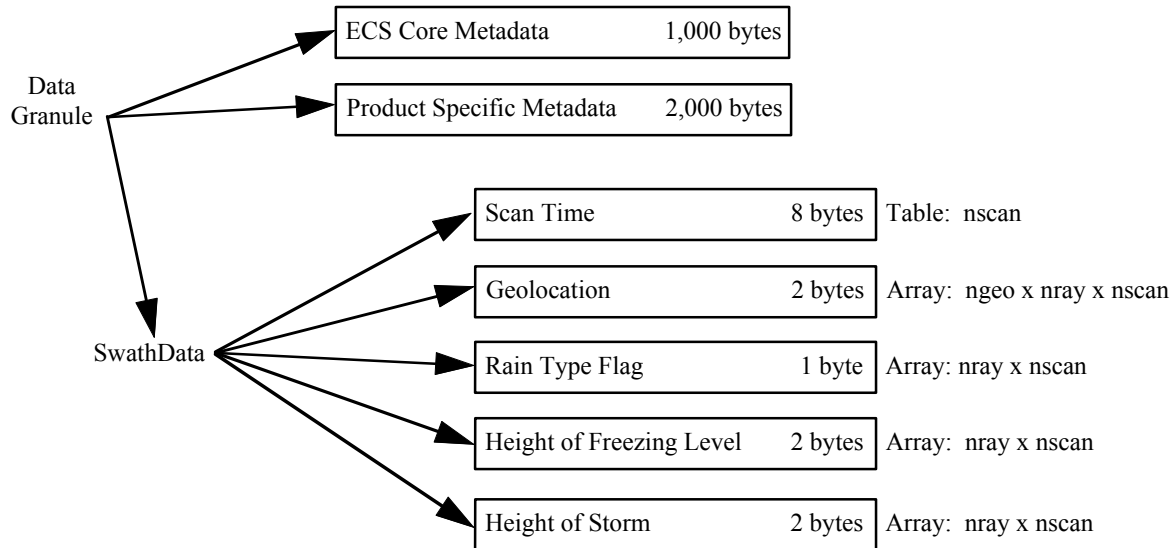 ECS Core Metadata 1,000 bytes
Data
Granule
Product Specific Metadata 2,000 bytes
Scan Time 8 bytes Table: nscan
Geolocation 2 bytes Array: ngeo x nray x nscan
SwathData
Rain Type Flag 1 byte Array: nray x nscan
Height of Freezing Level 2 bytes Array: nray x nscan
Height of Storm 2 bytes Array: nray x nscan